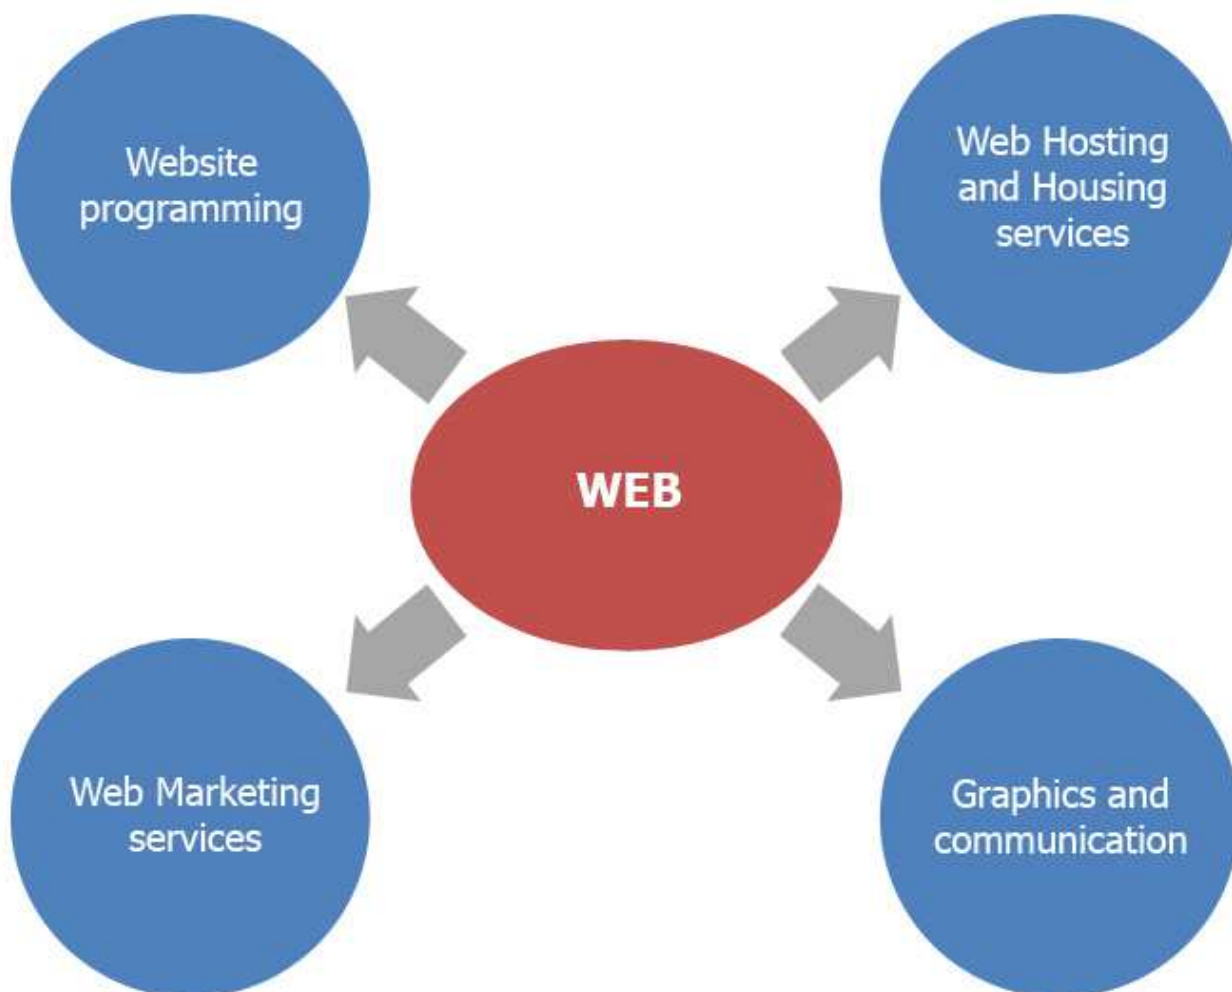 Website
programming
Web Hosting
and Housing
services
WEB
Web Marketing
services
Graphics and
communication